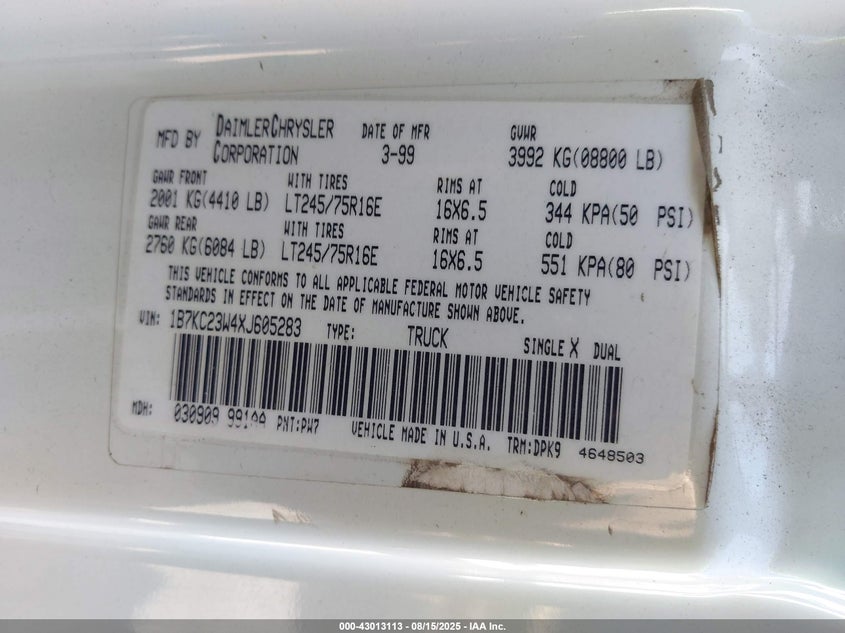 MFD BY DAIMLERCHRYSLER CORPORATION DATE OF MFR 3-99 GVWR 3992 KG(08800 LB)
GAWR FRONT WITH TIRES RIMS AT COLD
2001 KG(4410 LB) LT245/75R16E 16X6.5 344 KPA(50 PSI)
GAWR REAR WITH TIRES RIMS AT COLD
2760 KG(6084 LB) LT245/75R16E 16X6.5 551 KPA(80 PSI)
THIS VEHICLE CONFORMS TO ALL APPLICABLE FEDERAL MOTOR VEHICLE SAFETY
STANDARDS IN EFFECT ON THE DATE OF MANUFACTURE SHOWN ABOVE.
VIN: 1B7KC23W4XJ605283 TYPE: TRUCK SINGLE X DUAL
MDH: 030909 PNT:PW7 VEHICLE MADE IN U.S.A. TRM:DPK9 4648503
000-43013113 - 08/15/2025 - IAA Inc.